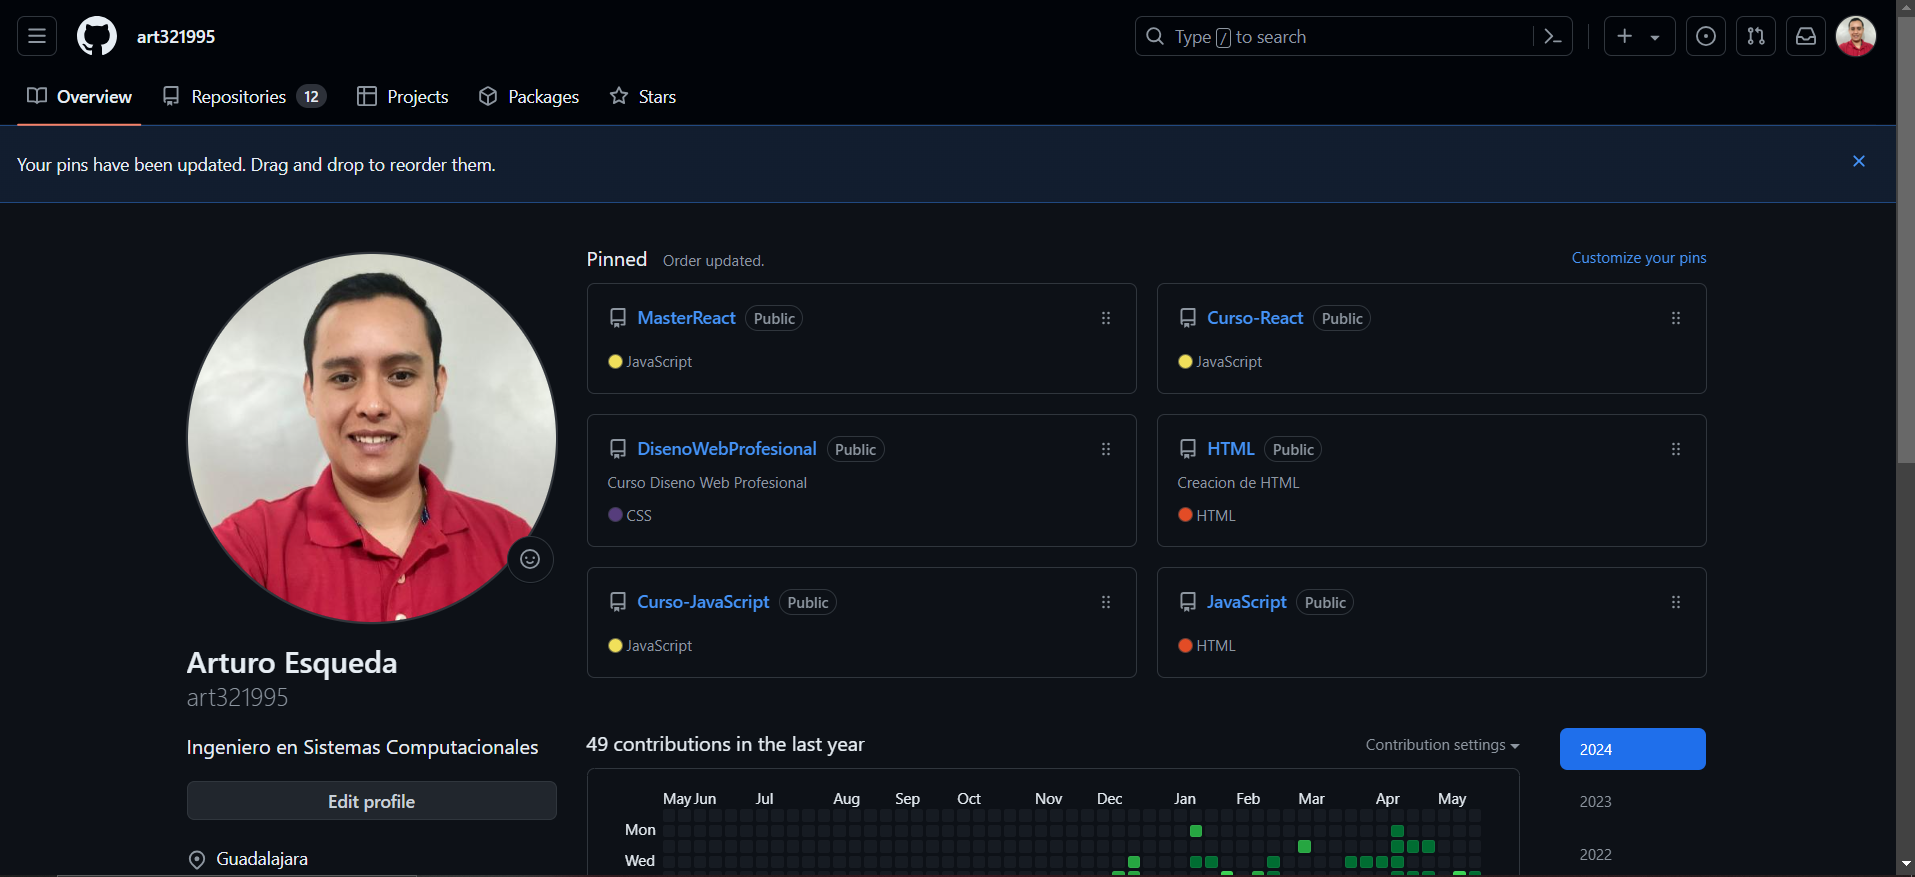 art321995
Type / to search
Overview Repositories 12 Projects Packages Stars
Your pins have been updated. Drag and drop to reorder them.
Pinned Order updated. Customize your pins
MasterReact Public
JavaScript
Curso-React Public
JavaScript
DisenoWebProfesional Public
Curso Diseno Web Profesional
CSS
HTML Public
Creacion de HTML
HTML
Curso-JavaScript Public
JavaScript
JavaScript Public
HTML
Arturo Esqueda
art321995
Ingeniero en Sistemas Computacionales
Edit profile
Guadalajara
49 contributions in the last year
Contribution settings
May Jun Jul Aug Sep Oct Nov Dec Jan Feb Mar Apr May
Mon
Wed
2024
2023
2022